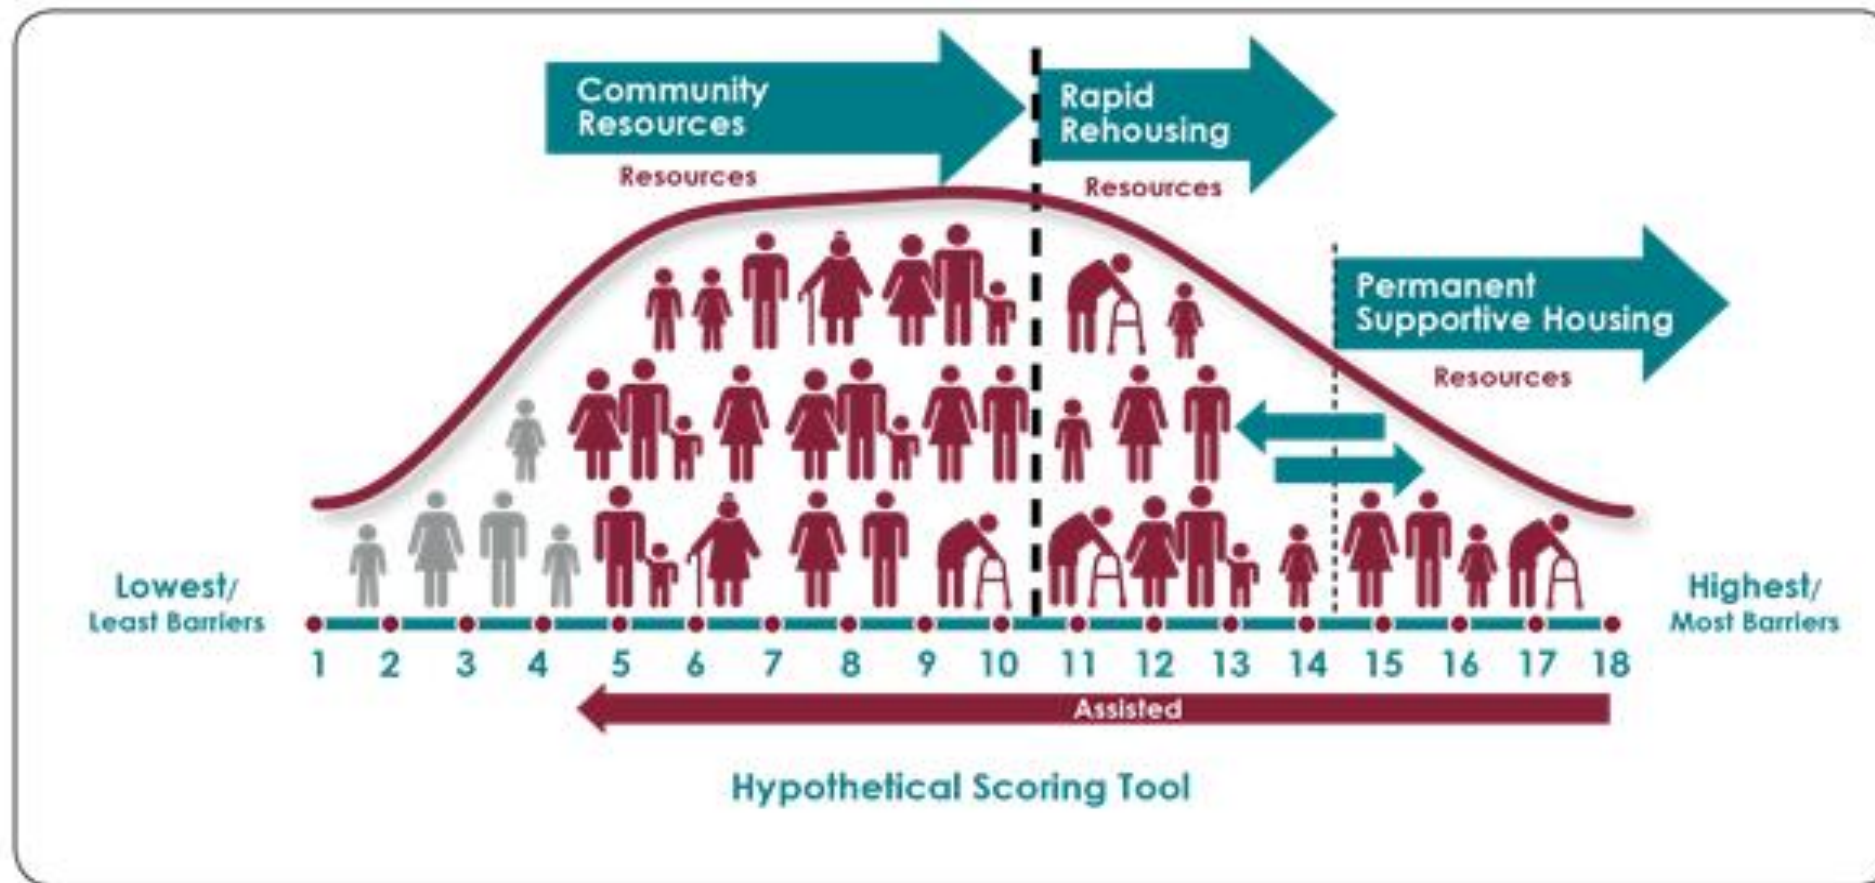 Community
Resources
Resources
Rapid
Rehousing
Resources
Permanent
Supportive Housing
Resources
Lowest/
Least Barriers
Highest/
Most Barriers
1 2 3 4 5 6 7 8 9 10 11 12 13 14 15 16 17 18
Assisted
Hypothetical Scoring Tool